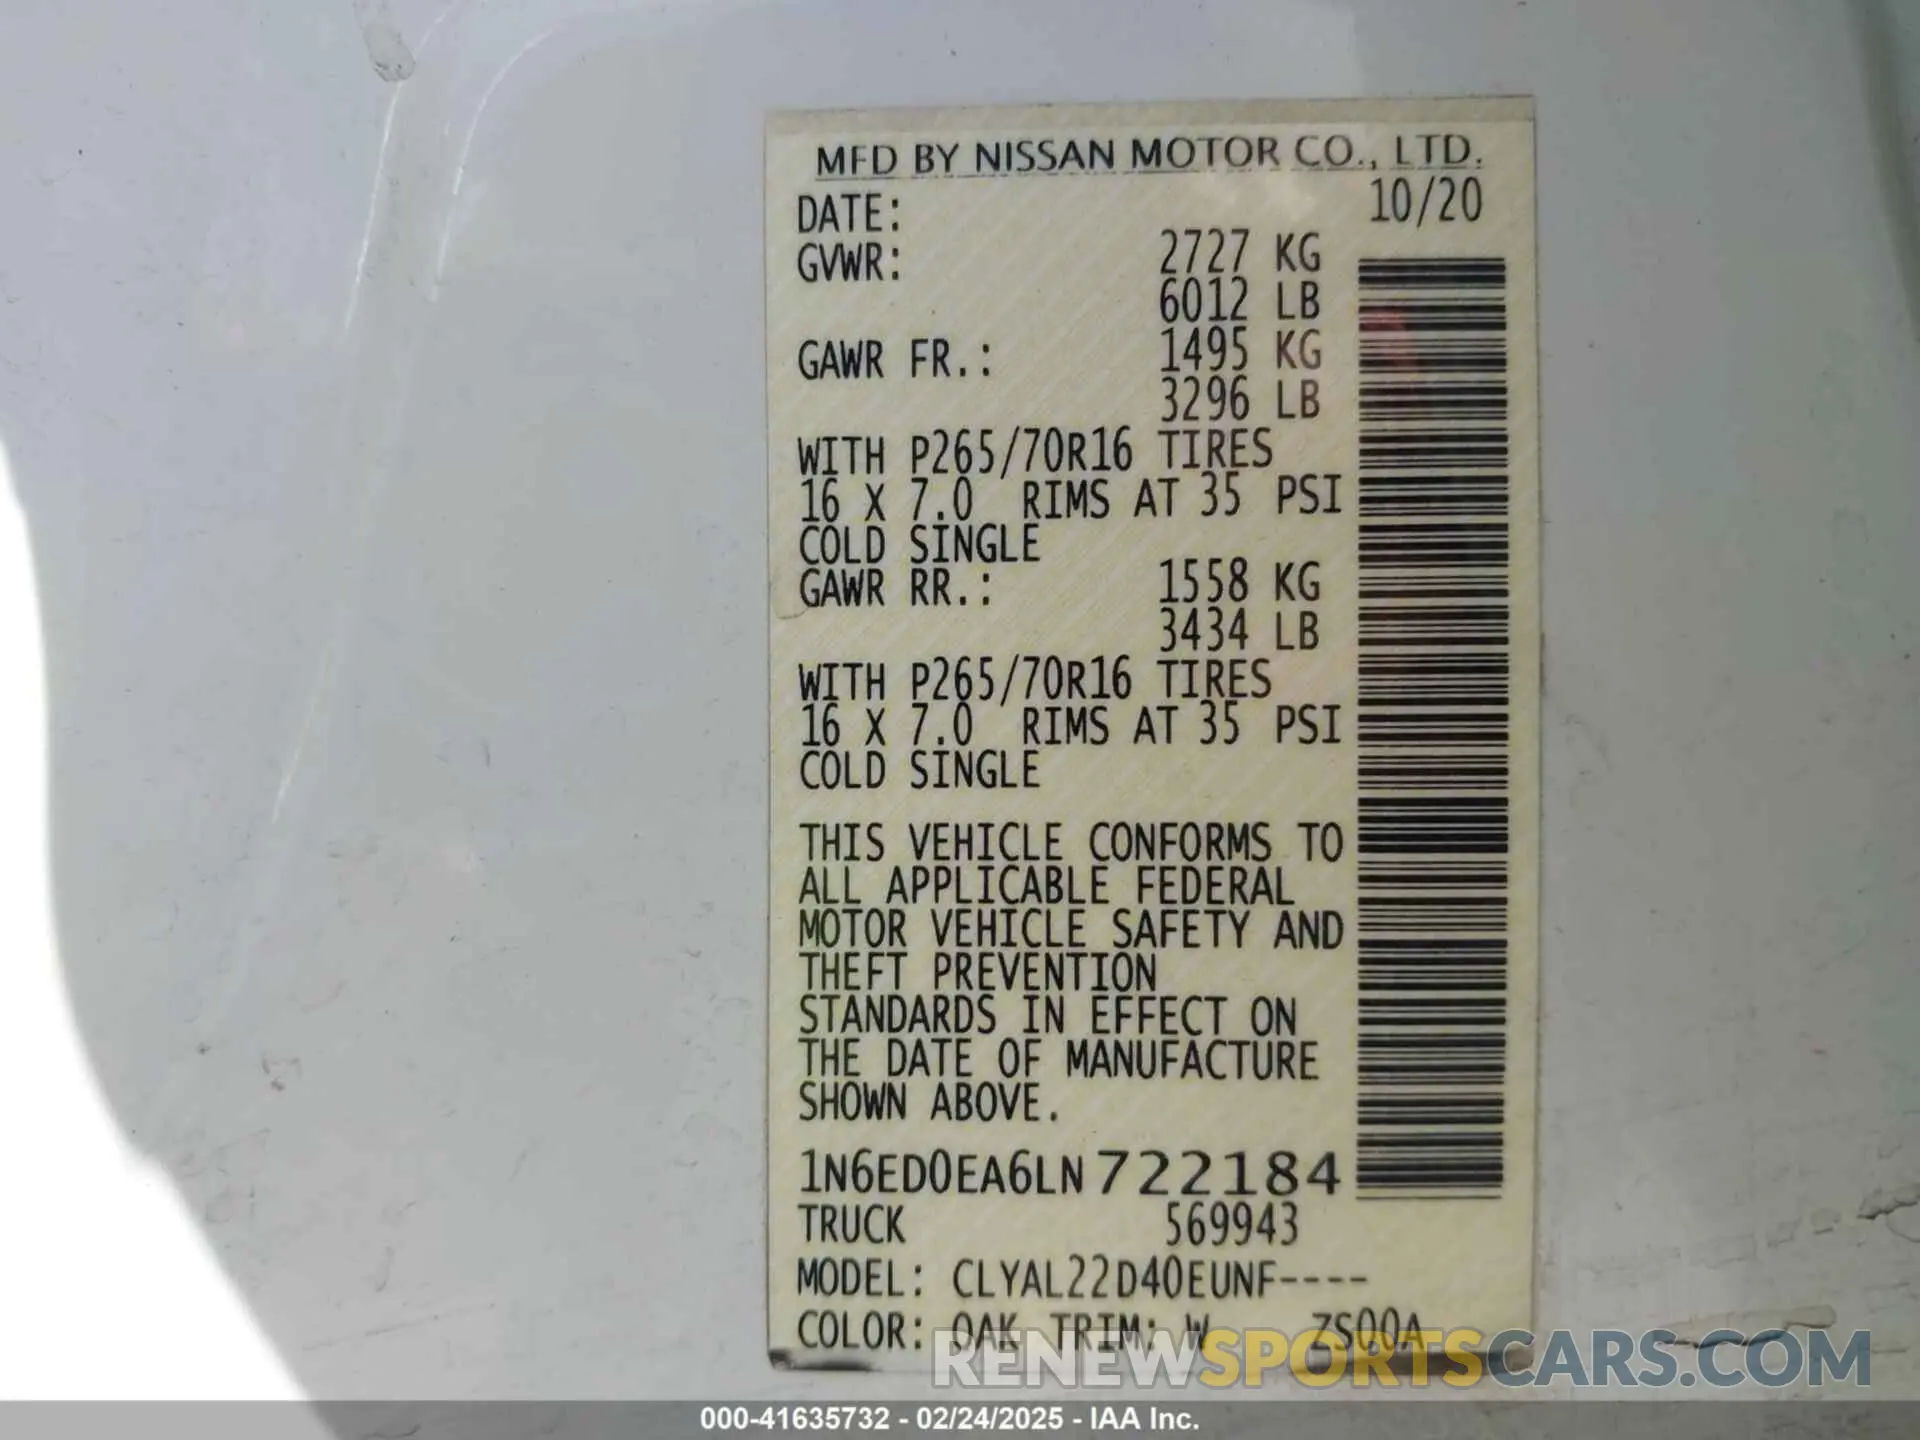 MFD BY NISSAN MOTOR CO., LTD.
DATE: 10/20
GVWR: 2727 KG
6012 LB
GAWR FR.: 1495 KG
3296 LB
WITH P265/70R16 TIRES
16 X 7.0 RIMS AT 35 PSI
COLD SINGLE
GAWR RR.: 1558 KG
3434 LB
WITH P265/70R16 TIRES
16 X 7.0 RIMS AT 35 PSI
COLD SINGLE
THIS VEHICLE CONFORMS TO
ALL APPLICABLE FEDERAL
MOTOR VEHICLE SAFETY AND
THEFT PREVENTION
STANDARDS IN EFFECT ON
THE DATE OF MANUFACTURE
SHOWN ABOVE.
1N6ED0EA6LN722184
TRUCK 569943
MODEL: CLYAL22D40EUNF----
COLOR: QAK TRIM: W ZS00A
RENEWSPORTSCARS.COM
000-41635732 - 02/24/2025 - IAA Inc.